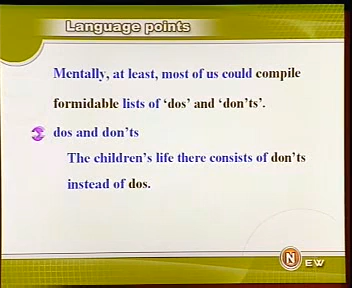 Language points
Mentally, at least, most of us could compile
formidable lists of ‘dos’ and ‘don’ts’.
dos and don’ts
The children’s life there consists of don’ts
instead of dos.
NEW